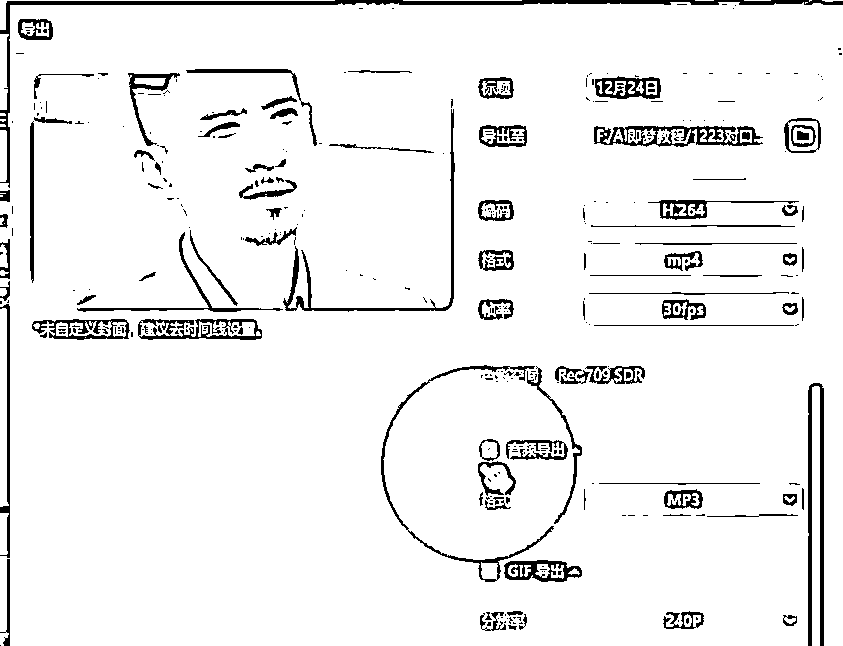 导出
标题 12月24日
导出至 F:/AI即梦教程/1223对口...
编码 H.264
格式 mp4
帧率 30fps
*未自定义封面，建议去时间线设置。
色彩空间 Rec.709 SDR
音频导出
格式 MP3
GIF 导出
分辨率 240P